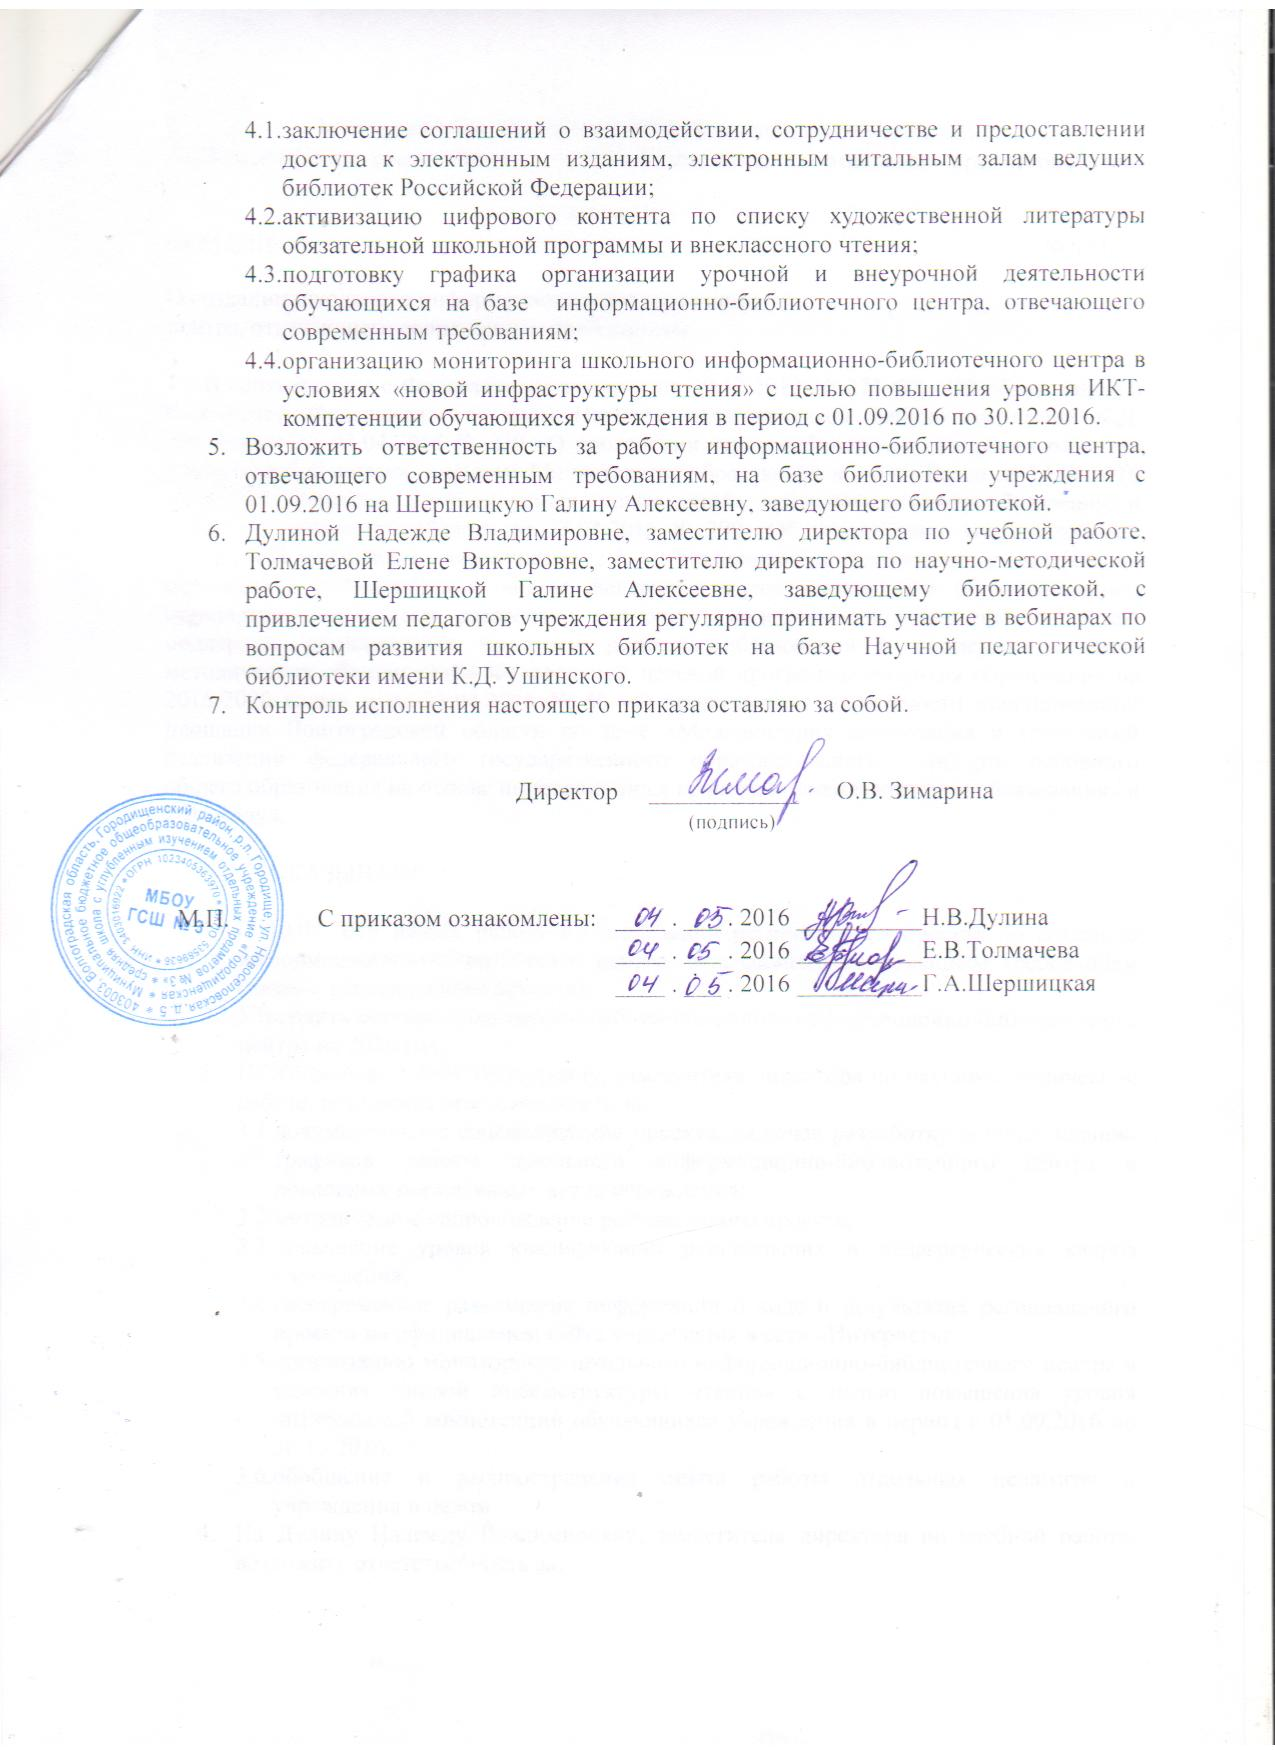 4.1.заключение соглашений о взаимодействии, сотрудничестве и предоставлении
доступа к электронным изданиям, электронным читальным залам ведущих
библиотек Российской Федерации;
4.2.активизацию цифрового контента по списку художественной литературы
обязательной школьной программы и внеклассного чтения;
4.3.подготовку графика организации урочной и внеурочной деятельности
обучающихся на базе информационно-библиотечного центра, отвечающего
современным требованиям;
4.4.организацию мониторинга школьного информационно-библиотечного центра в
условиях «новой инфраструктуры чтения» с целью повышения уровня ИКТ-
компетенции обучающихся учреждения в период с 01.09.2016 по 30.12.2016.
5. Возложить ответственность за работу информационно-библиотечного центра,
отвечающего современным требованиям, на базе библиотеки учреждения с
01.09.2016 на Шершицкую Галину Алексеевну, заведующего библиотекой.
6. Дулиной Надежде Владимировне, заместителю директора по учебной работе,
Толмачевой Елене Викторовне, заместителю директора по научно-методической
работе, Шершицкой Галине Алексеевне, заведующему библиотекой, с
привлечением педагогов учреждения регулярно принимать участие в вебинарах по
вопросам развития школьных библиотек на базе Научной педагогической
библиотеки имени К.Д. Ушинского.
7. Контроль исполнения настоящего приказа оставляю за собой.
Директор О.В. Зимарина
(подпись)
МБОУ
ГСШ № 3
М.П. С приказом ознакомлены: 04 . 05 . 2016 Н.В.Дулина
04 . 05 . 2016 Е.В.Толмачева
04 . 05 . 2016 Г.А.Шершицкая